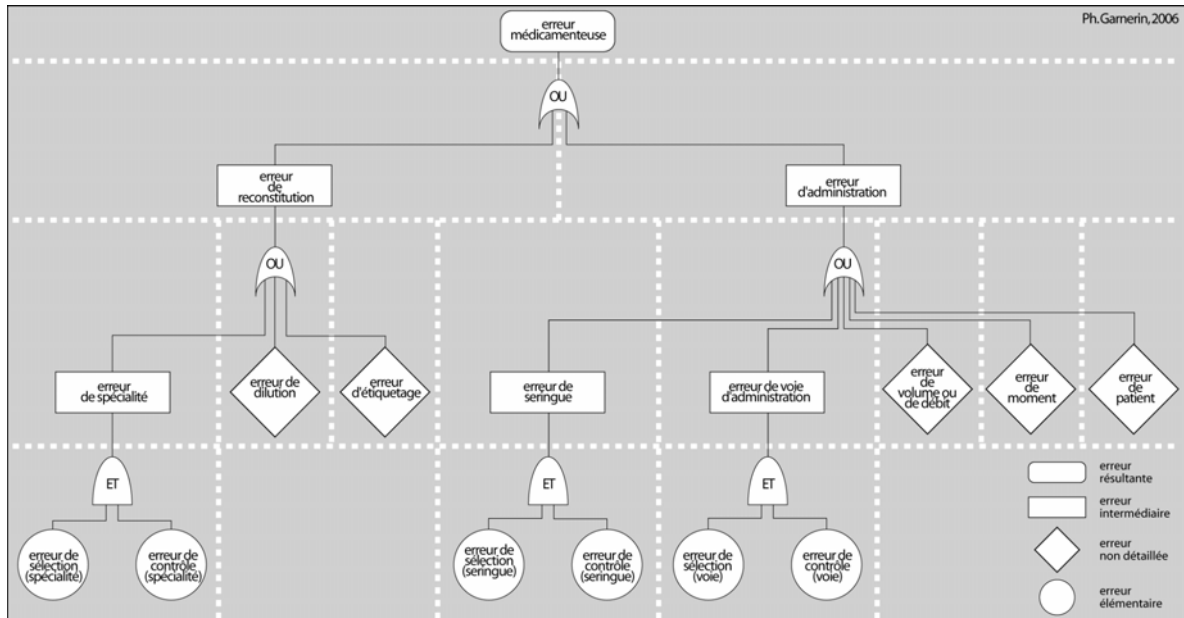 Ph. Garnerin, 2006
erreur
médicamenteuse
OU
erreur
de
reconstitution
erreur
d'administration
OU
OU
erreur
de spécialité
erreur de
dilution
erreur
d'étiquetage
erreur de
seringue
erreur de voie
d'administration
erreur
de
volume ou
de débit
erreur
de
moment
erreur
de
patient
ET
ET
ET
erreur de
sélection
(spécialité)
erreur de
contrôle
(spécialité)
erreur de
sélection
(seringue)
erreur de
contrôle
(seringue)
erreur de
sélection
(voie)
erreur de
contrôle
(voie)
erreur
résultante
erreur
intermédiaire
erreur
non détaillée
erreur
élémentaire